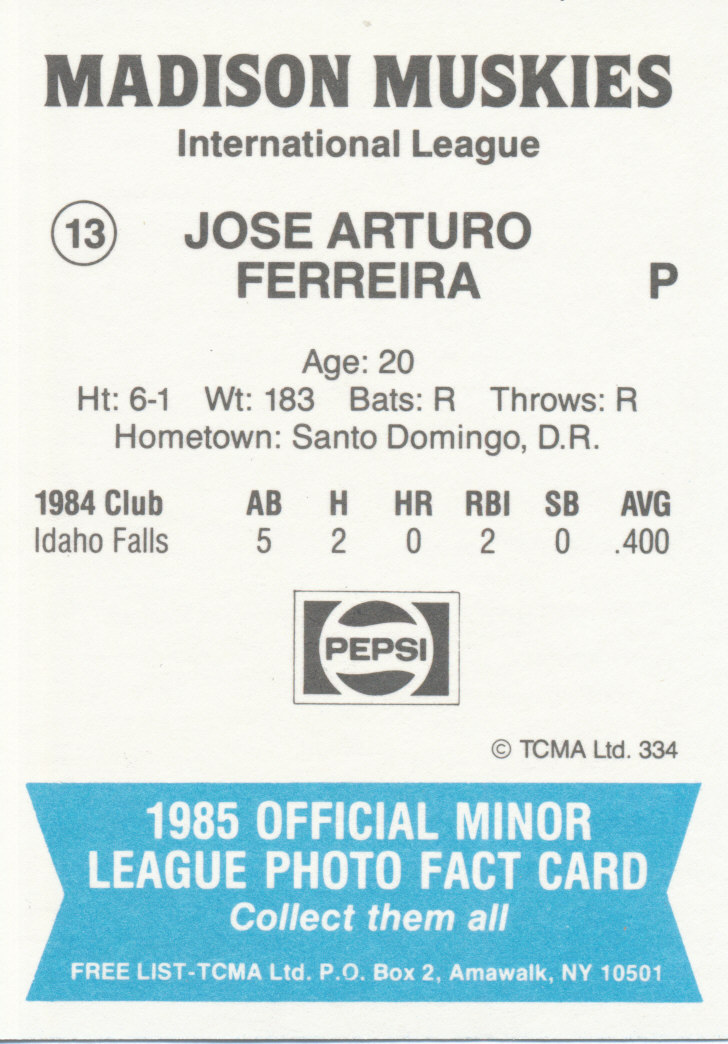 MADISON MUSKIES
International League
13 JOSE ARTURO
FERREIRA P
Age: 20
Ht: 6-1 Wt: 183 Bats: R Throws: R
Hometown: Santo Domingo, D.R.
1984 Club AB H HR RBI SB AVG
Idaho Falls 5 2 0 2 0 .400
PEPSI
© TCMA Ltd. 334
1985 OFFICIAL MINOR
LEAGUE PHOTO FACT CARD
Collect them all
FREE LIST-TCMA Ltd. P.O. Box 2, Amawalk, NY 10501